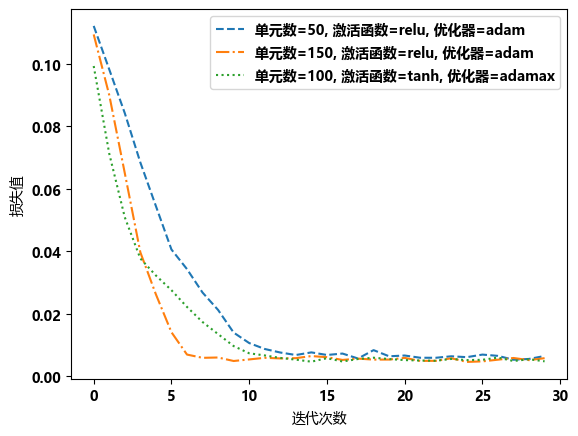 单元数=50, 激活函数=relu, 优化器=adam
单元数=150, 激活函数=relu, 优化器=adam
单元数=100, 激活函数=tanh, 优化器=adamax
损失值
0.10
0.08
0.06
0.04
0.02
0.00
0 5 10 15 20 25 30
迭代次数